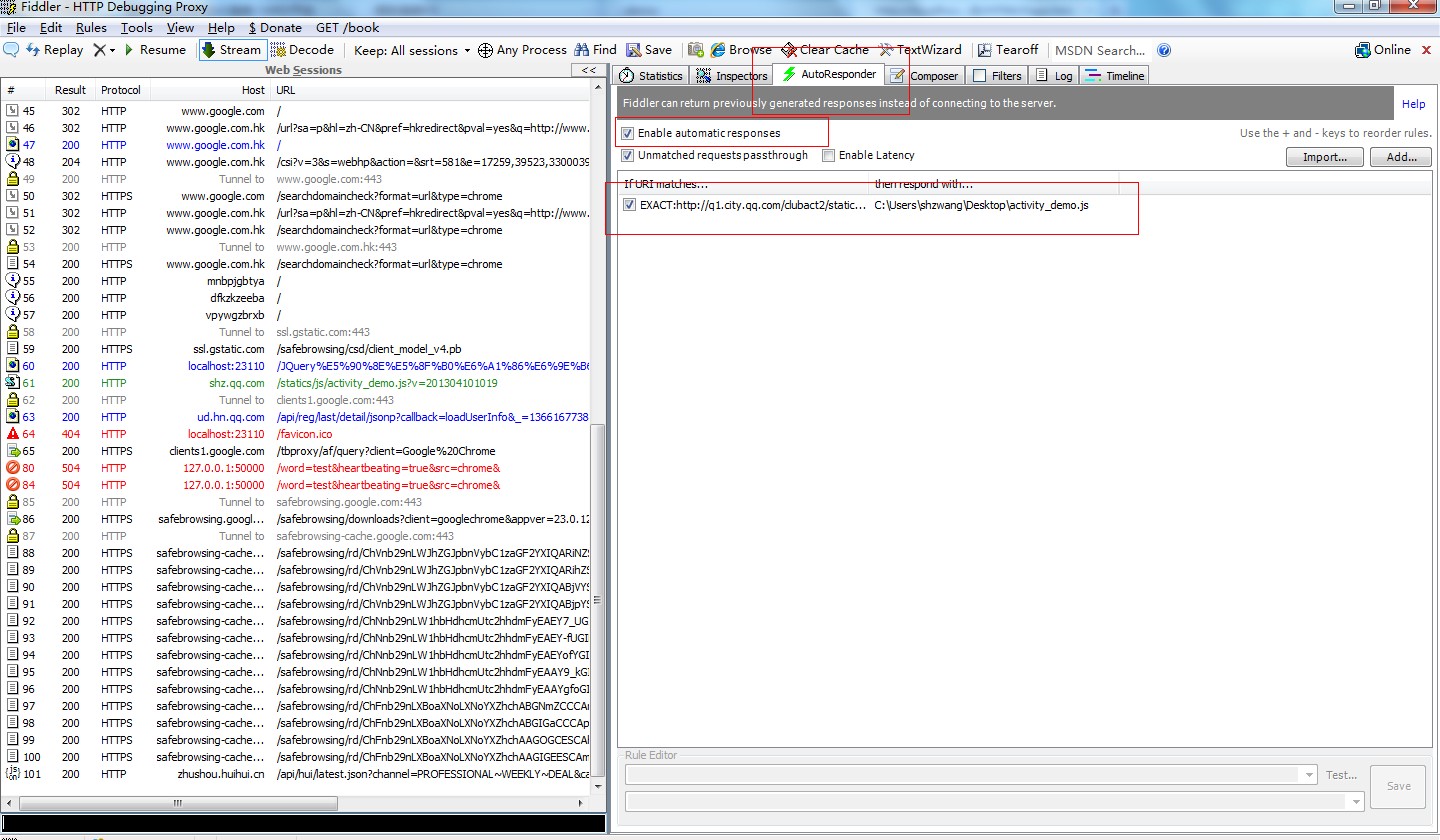 Fiddler - HTTP Debugging Proxy
File Edit Rules Tools View Help $ Donate GET /book
Replay Resume Stream Decode Keep: All sessions Any Process Find Save Browse Clear Cache TextWizard Tearoff MSDN Search... Online
Web Sessions <<
Statistics Inspectors AutoResponder Composer Filters Log Timeline
# Result Protocol Host URL
45 302 HTTP www.google.com /
46 302 HTTP www.google.com.hk /url?sa=p&hl=zh-CN&pref=hkredirect&pval=yes&q=http://www.
47 200 HTTP www.google.com.hk /
48 204 HTTP www.google.com.hk /csi?v=3&s=webhp&action=&srt=581&e=17259,39523,3300039
49 200 HTTP Tunnel to www.google.com:443
50 302 HTTPS www.google.com /searchdomaincheck?format=url&type=chrome
51 302 HTTP www.google.com.hk /url?sa=p&hl=zh-CN&pref=hkredirect&pval=yes&q=http://www.
52 302 HTTP www.google.com /searchdomaincheck?format=url&type=chrome
53 200 HTTP Tunnel to www.google.com.hk:443
54 200 HTTPS www.google.com.hk /searchdomaincheck?format=url&type=chrome
55 200 HTTP mnbpjgbtya /
56 200 HTTP dfkzkzeeba /
57 200 HTTP vpywgzbrxb /
58 200 HTTP Tunnel to ssl.gstatic.com:443
59 200 HTTPS ssl.gstatic.com /safebrowsing/csd/client_model_v4.pb
60 200 HTTP localhost:23110 /JQuery%E5%90%8E%E5%8F%B0%E6%A1%86%E6%9E%B6
61 200 HTTP shz.qq.com /statics/js/activity_demo.js?v=201304101019
62 200 HTTP Tunnel to clients1.google.com:443
63 200 HTTP ud.hn.qq.com /api/reg/last/detail/jsonp?callback=loadUserInfo&_=1366167738
64 404 HTTP localhost:23110 /favicon.ico
65 200 HTTPS clients1.google.com /tbproxy/af/query?client=Google%20Chrome
80 504 HTTP 127.0.0.1:50000 /word=test&heartbeating=true&src=chrome&
84 504 HTTP 127.0.0.1:50000 /word=test&heartbeating=true&src=chrome&
85 200 HTTP Tunnel to safebrowsing.google.com:443
86 200 HTTPS safebrowsing.googl... /safebrowsing/downloads?client=googlechrome&appver=23.0.12
87 200 HTTP Tunnel to safebrowsing-cache.google.com:443
88 200 HTTPS safebrowsing-cache... /safebrowsing/rd/ChVnb29nLWJhZGJpbnVybC1zaGF2YXIQARiNZS
89 200 HTTPS safebrowsing-cache... /safebrowsing/rd/ChVnb29nLWJhZGJpbnVybC1zaGF2YXIQARihZS
90 200 HTTPS safebrowsing-cache... /safebrowsing/rd/ChVnb29nLWJhZGJpbnVybC1zaGF2YXIQABjVYS
91 200 HTTPS safebrowsing-cache... /safebrowsing/rd/ChVnb29nLWJhZGJpbnVybC1zaGF2YXIQABjpYS
92 200 HTTPS safebrowsing-cache... /safebrowsing/rd/ChNnb29nLW1hbHdhcmUtc2hhdmFyEAEY7_UG
93 200 HTTPS safebrowsing-cache... /safebrowsing/rd/ChNnb29nLW1hbHdhcmUtc2hhdmFyEAEY-fUGI
94 200 HTTPS safebrowsing-cache... /safebrowsing/rd/ChNnb29nLW1hbHdhcmUtc2hhdmFyEAEYofYGI
95 200 HTTPS safebrowsing-cache... /safebrowsing/rd/ChNnb29nLW1hbHdhcmUtc2hhdmFyEAAY9_kGI
96 200 HTTPS safebrowsing-cache... /safebrowsing/rd/ChNnb29nLW1hbHdhcmUtc2hhdmFyEAAYgfoGI
97 200 HTTPS safebrowsing-cache... /safebrowsing/rd/ChFnb29nLXBoaXNoLXNoYXZhchABGNmZCCCAn
98 200 HTTPS safebrowsing-cache... /safebrowsing/rd/ChFnb29nLXBoaXNoLXNoYXZhchABGIGaCCCAp
99 200 HTTPS safebrowsing-cache... /safebrowsing/rd/ChFnb29nLXBoaXNoLXNoYXZhchAAGOGCESCAh
100 200 HTTPS safebrowsing-cache... /safebrowsing/rd/ChFnb29nLXBoaXNoLXNoYXZhchAAGIGEESCAm
101 200 HTTP zhushou.huihui.cn /api/hui/latest.json?channel=PROFESSIONAL~WEEKLY~DEAL&ca
Fiddler can return previously generated responses instead of connecting to the server. Help
Enable automatic responses Use the + and - keys to reorder rules.
Unmatched requests passthrough Enable Latency Import... Add...
If URI matches... then respond with...
EXACT:http://q1.city.qq.com/clubact2/static... C:\Users\shzwang\Desktop\activity_demo.js
Rule Editor
Test...
Save